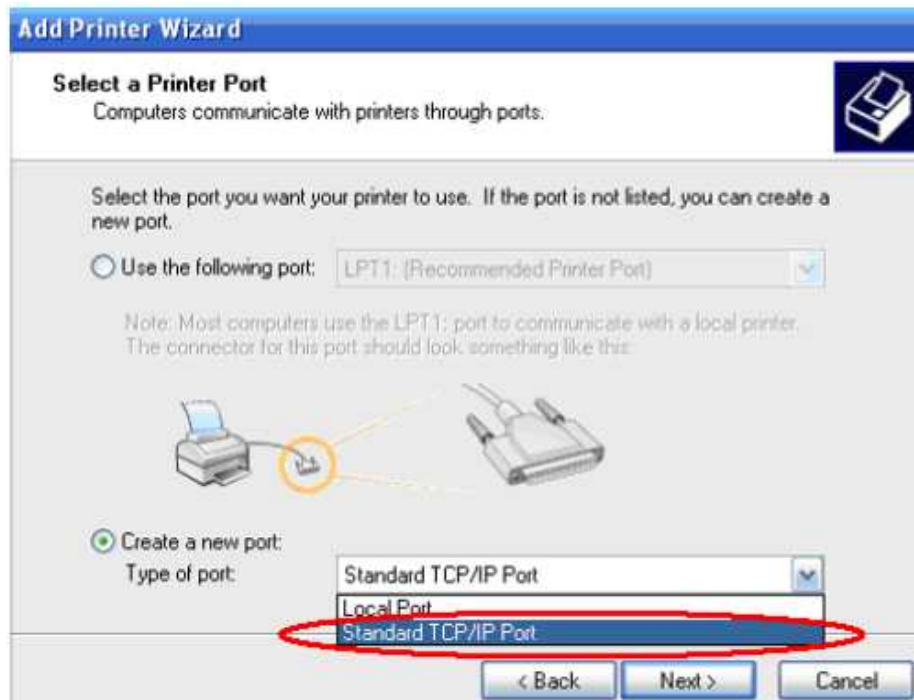 Add Printer Wizard
Select a Printer Port
Computers communicate with printers through ports.
Select the port you want your printer to use. If the port is not listed, you can create a
new port.
Use the following port: LPT1: (Recommended Printer Port)
Note: Most computers use the LPT1: port to communicate with a local printer.
The connector for this port should look something like this:
Create a new port:
Type of port: Standard TCP/IP Port
Local Port
Standard TCP/IP Port
< Back Next > Cancel